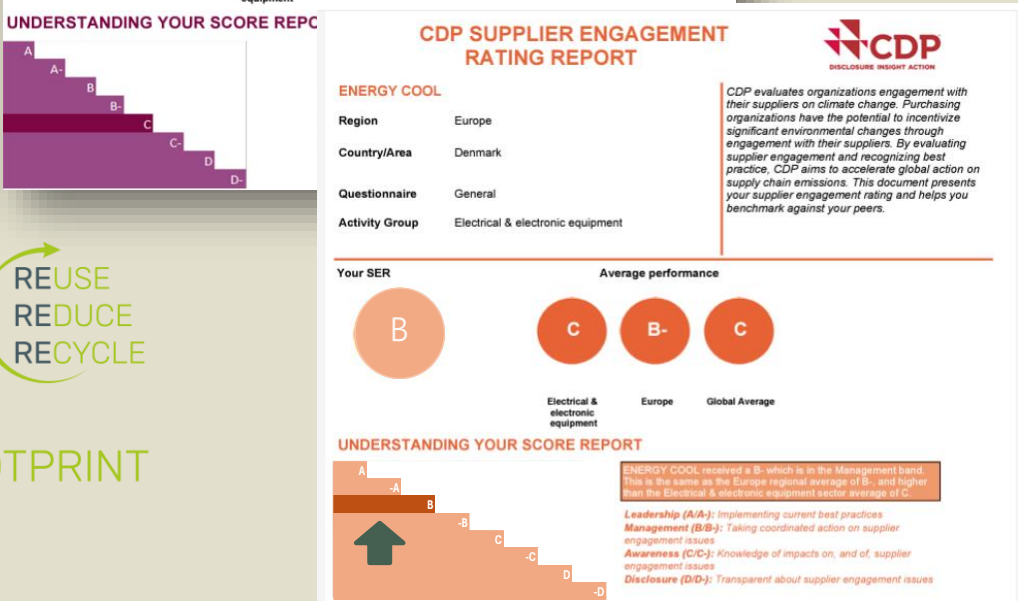 equipment
UNDERSTANDING YOUR SCORE REPO
A
A-
B
B-
C
C-
D
D-
REUSE
REDUCE
RECYCLE
OTPRINT
CDP SUPPLIER ENGAGEMENT
RATING REPORT
CDP
DISCLOSURE INSIGHT ACTION
ENERGY COOL
Region Europe
Country/Area Denmark
Questionnaire General
Activity Group Electrical & electronic equipment
CDP evaluates organizations engagement with
their suppliers on climate change. Purchasing
organizations have the potential to incentivize
significant environmental changes through
engagement with their suppliers. By evaluating
supplier engagement and recognizing best
practice, CDP aims to accelerate global action on
supply chain emissions. This document presents
your supplier engagement rating and helps you
benchmark against your peers.
Your SER
B
Average performance
C B- C
Electrical &
electronic
equipment
Europe
Global Average
UNDERSTANDING YOUR SCORE REPORT
A
-A
B
-B
C
-C
D
-D
ENERGY COOL received a B- which is in the Management band.
This is the same as the Europe regional average of B-, and higher
than the Electrical & electronic equipment sector average of C.
Leadership (A/A-): Implementing current best practices
Management (B/B-): Taking coordinated action on supplier
engagement issues
Awareness (C/C-): Knowledge of impacts on, and of, supplier
engagement issues
Disclosure (D/D-): Transparent about supplier engagement issues